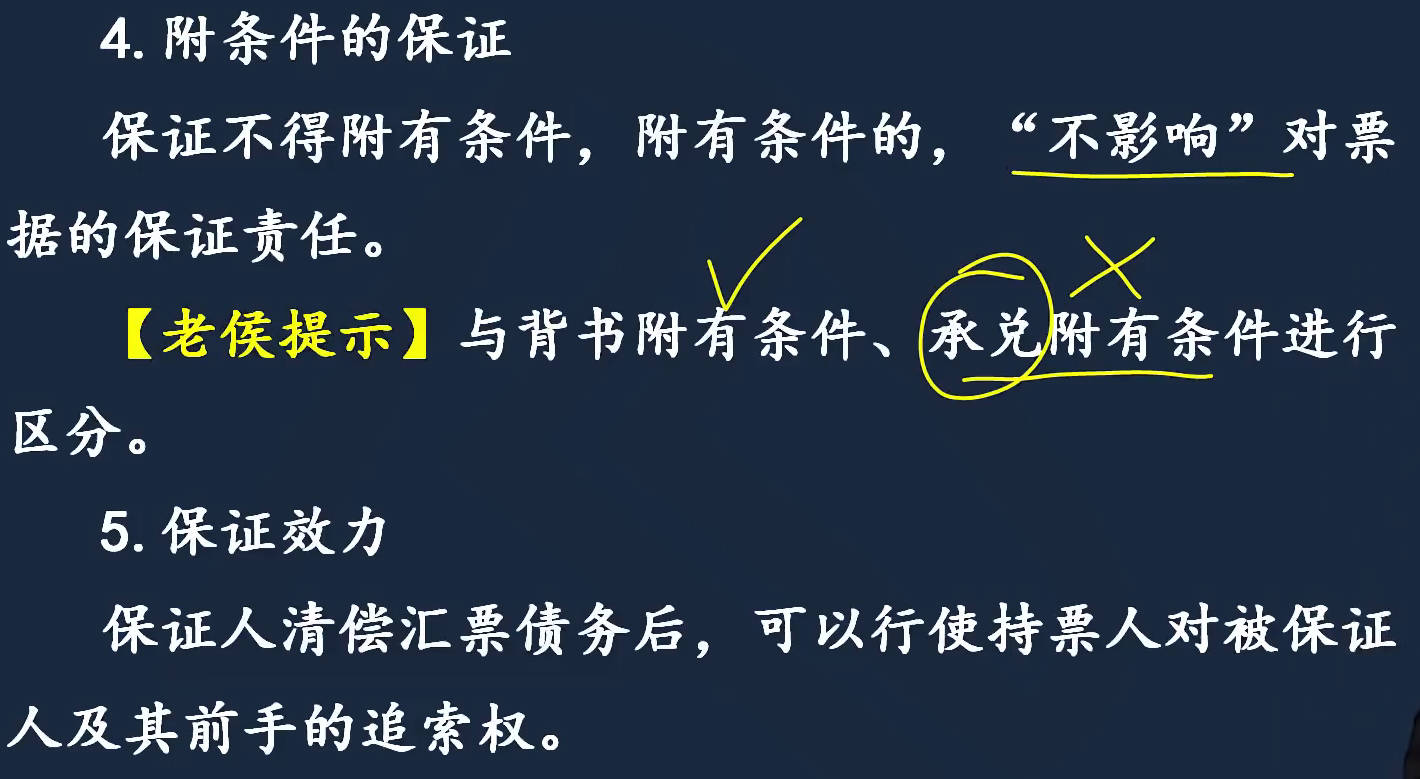 4. 附条件的保证
保证不得附有条件，附有条件的，“不影响”对票
据的保证责任。
【老侯提示】与背书附有条件、承兑附有条件进行
区分。
5. 保证效力
保证人清偿汇票债务后，可以行使持票人对被保证
人及其前手的追索权。